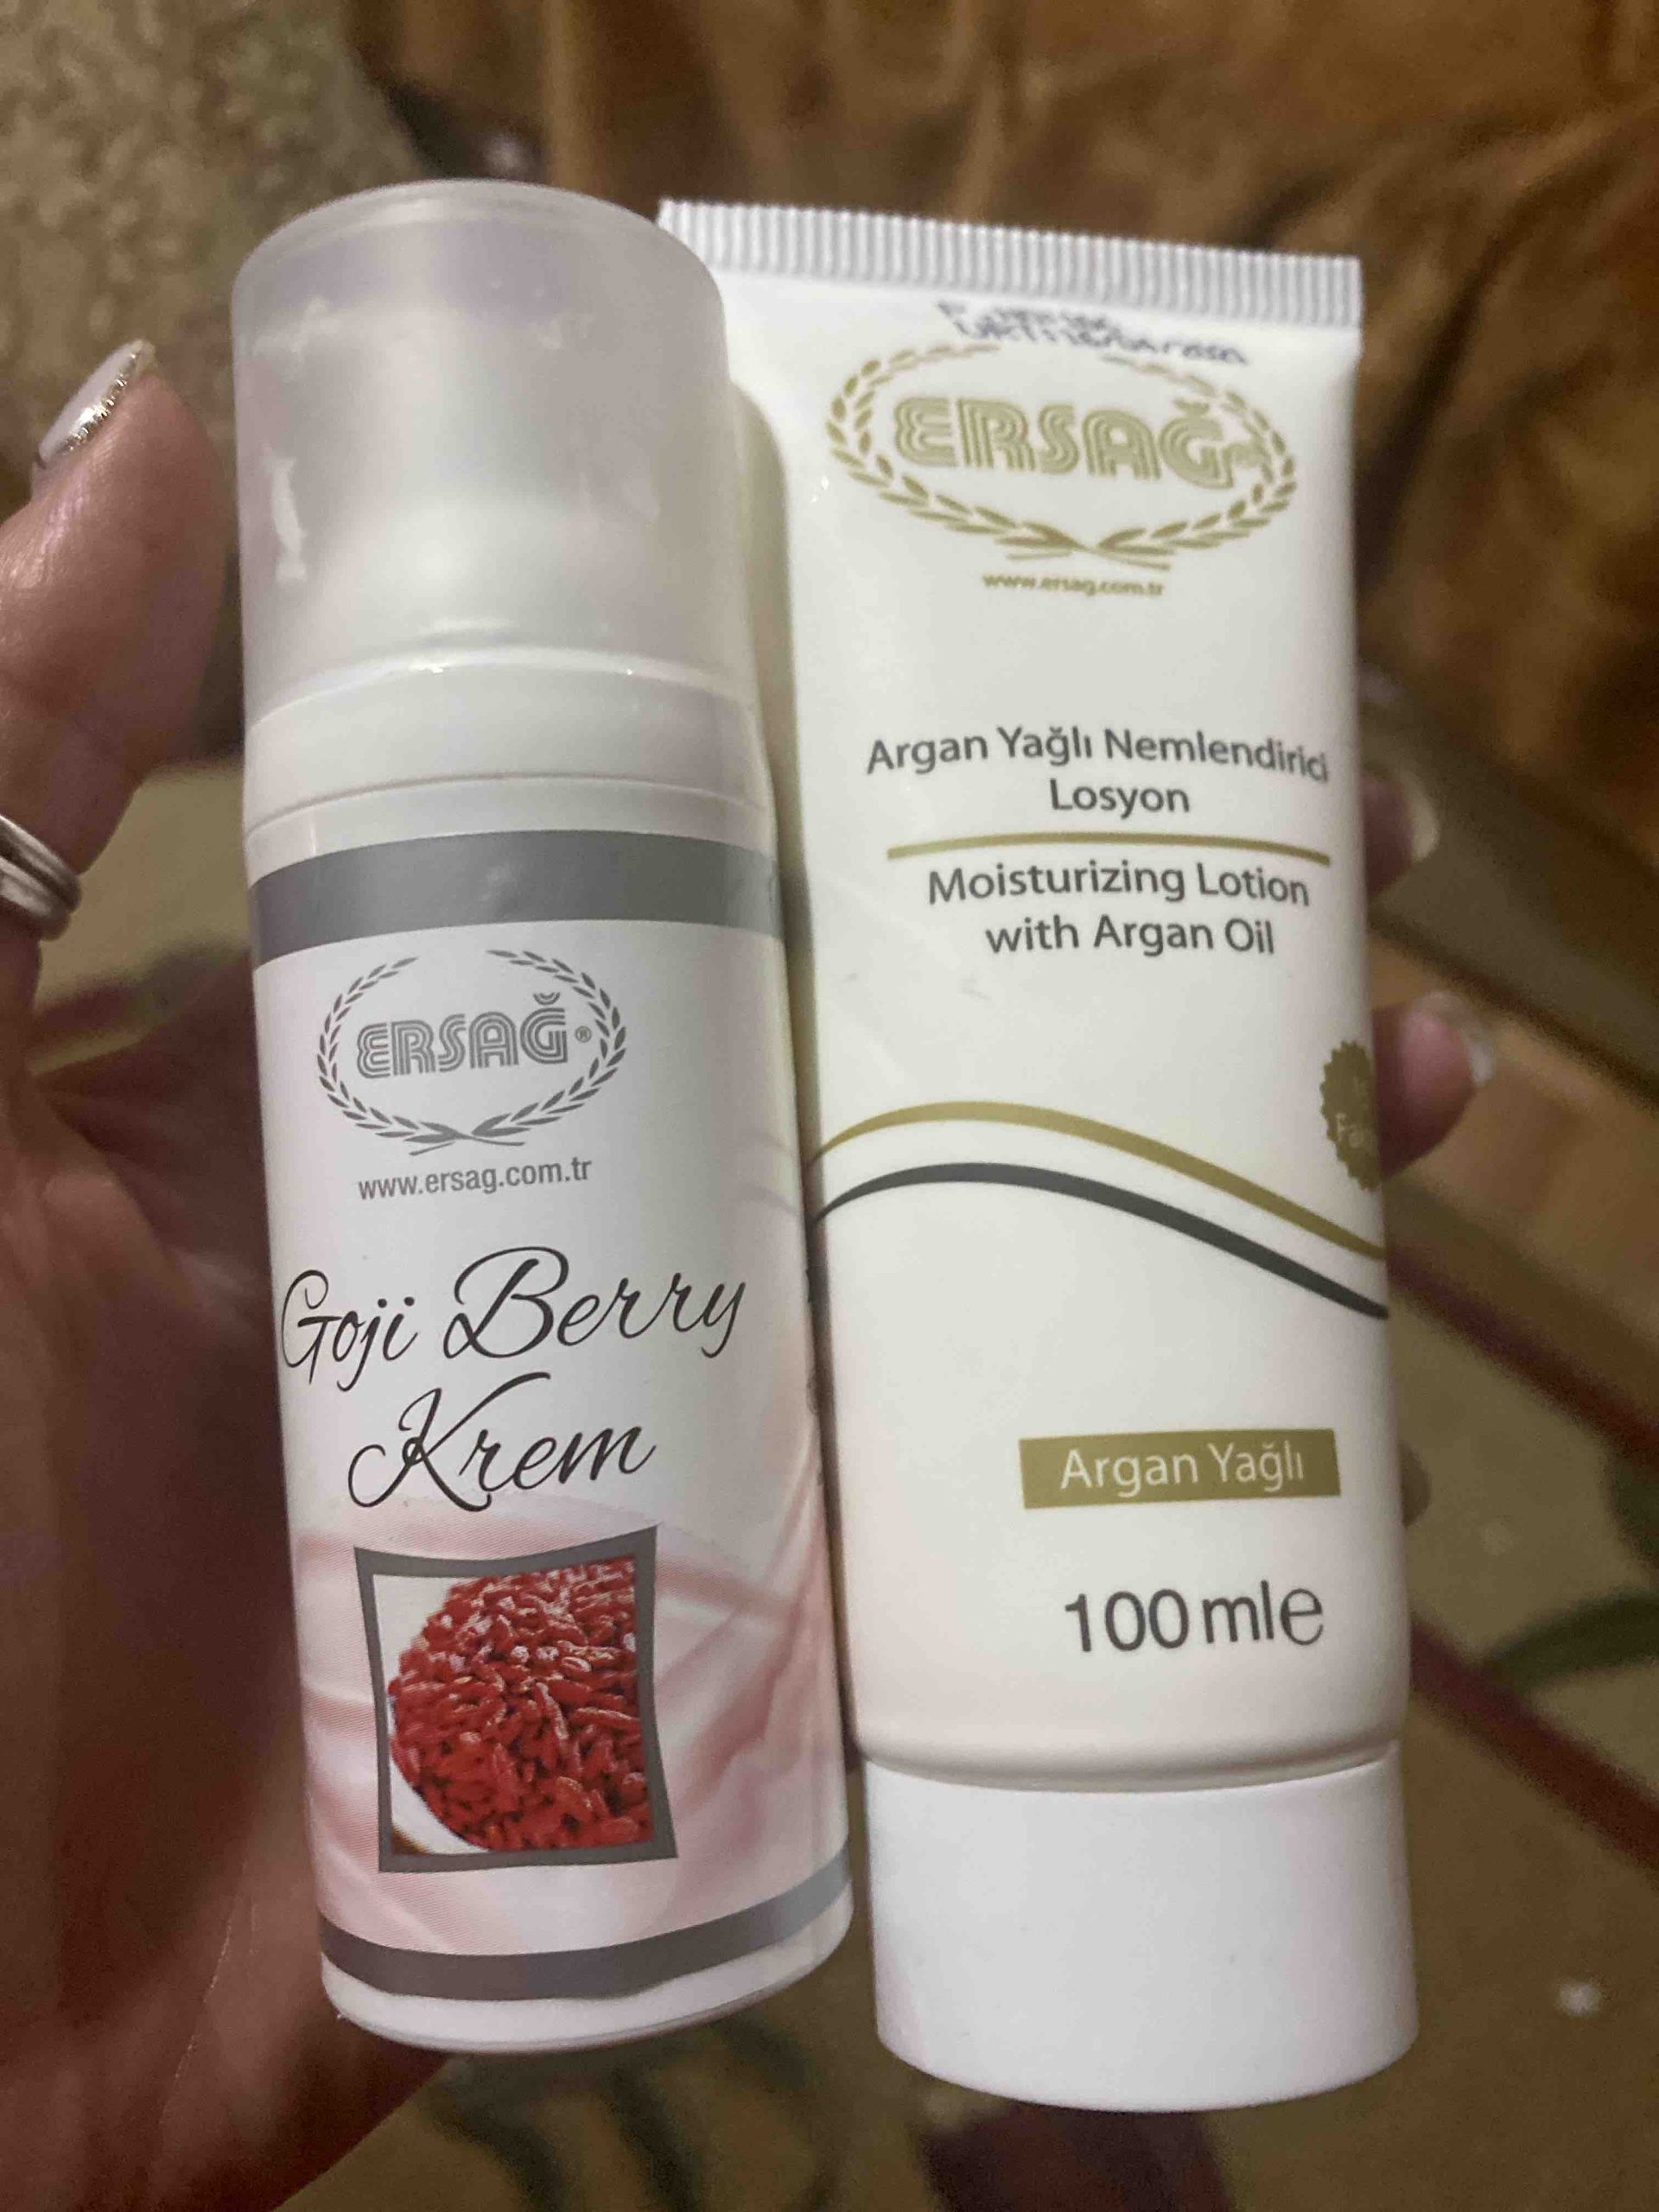 ERSAĞ®
www.ersag.com.tr
Goji Berry
Krem
ERSAĞ
www.ersag.com.tr
Argan Yağlı Nemlendirici
Losyon
Moisturizing Lotion
with Argan Oil
Argan Yağlı
100 ml e